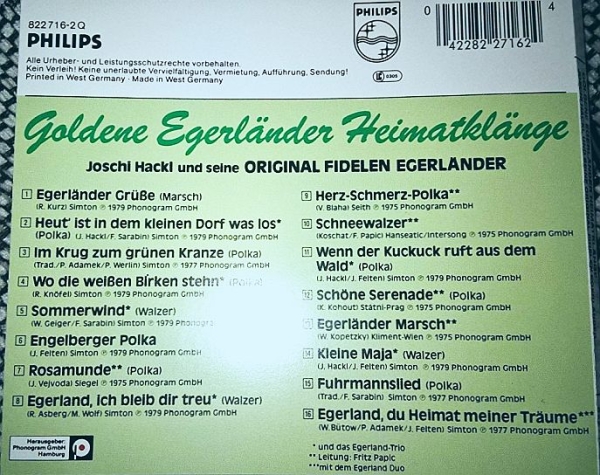 822 716-2 Q
PHILIPS
Alle Urheber- und Leistungsschutzrechte vorbehalten.
Kein Verleih! Keine unerlaubte Vervielfältigung, Vermietung, Aufführung, Sendung!
Printed in West Germany · Made in West Germany
PHILIPS
0 42282 27162 4
Goldene Egerländer Heimatklänge
Joschi Hackl und seine ORIGINAL FIDELEN EGERLÄNDER
1 Egerländer Grüße (Marsch)
(R. Kurz) Simton ℗ 1979 Phonogram GmbH
2 Heut' ist in dem kleinen Dorf was los*
(Polka) (J. Hackl/F. Sarabin) Simton ℗ 1979 Phonogram GmbH
3 Im Krug zum grünen Kranze (Polka)
(Trad./P. Adamek/P. Werlin) Simton ℗ 1977 Phonogram GmbH
4 Wo die weißen Birken stehn* (Polka)
(R. Knöfel) Simton ℗ 1979 Phonogram GmbH
5 Sommerwind* (Walzer)
(W. Geiger/F. Sarabin) Simton ℗ 1979 Phonogram
6 Engelberger Polka
(J. Felten) Simton ℗ 1979 Phonogram GmbH
7 Rosamunde** (Polka)
(J. Vejvoda) Siegel ℗ 1975 Phonogram GmbH
8 Egerland, ich bleib dir treu* (Walzer)
(R. Asberg/M. Wolf) Simton ℗ 1979 Phonogram GmbH
9 Herz-Schmerz-Polka**
(V. Blaha) Seith ℗ 1975 Phonogram GmbH
10 Schneewalzer**
(Koschat/F. Papic) Hanseatic/Intersong ℗ 1975 Phonogram GmbH
11 Wenn der Kuckuck ruft aus dem
Wald* (Polka)
(J. Hackl/J. Felten) Simton ℗ 1979 Phonogram GmbH
12 Schöne Serenade** (Polka)
(K. Kohout) Státni-Prag ℗ 1975 Phonogram GmbH
13 Egerländer Marsch**
(W. Kopetzky) Kliment-Wien ℗ 1975 Phonogram GmbH
14 Kleine Maja* (Walzer)
(J. Hackl/J. Felten) Simton ℗ 1979 Phonogram GmbH
15 Fuhrmannslied (Polka)
(Trad./F. Sarabin) Simton ℗ 1977 Phonogram GmbH
16 Egerland, du Heimat meiner Träume***
(W. Bütow/P. Adamek/J. Felten) Simton ℗ 1977 Phonogram GmbH
* und das Egerland-Trio
** Leitung: Fritz Papic
*** mit dem Egerland Duo
Herausgeber:
Phonogram GmbH
Hamburg